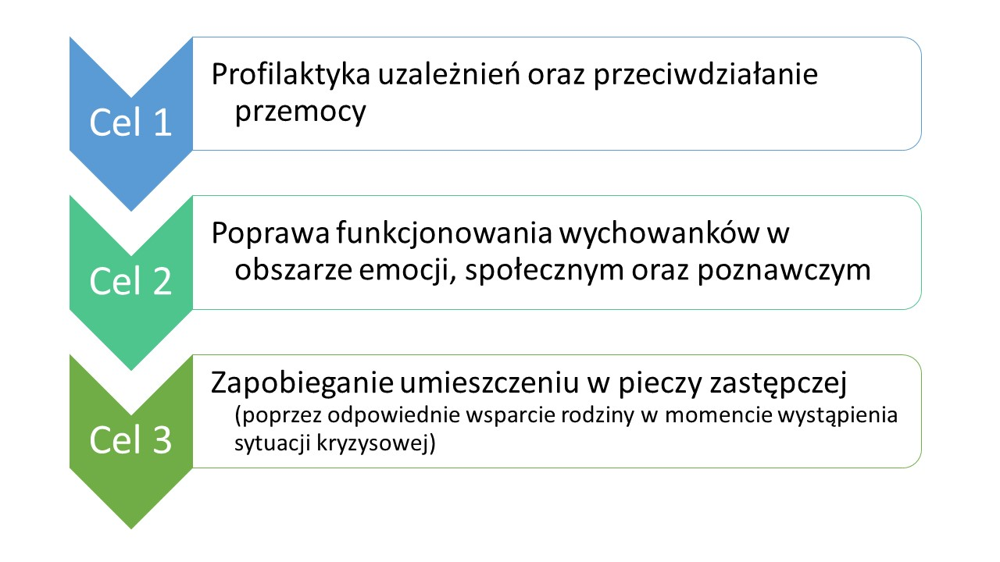 Cel 1
Profilaktyka uzależnień oraz przeciwdziałanie
przemocy
Cel 2
Poprawa funkcjonowania wychowanków w
obszarze emocji, społecznym oraz poznawczym
Cel 3
Zapobieganie umieszczeniu w pieczy zastępczej
(poprzez odpowiednie wsparcie rodziny w momencie wystąpienia
sytuacji kryzysowej)